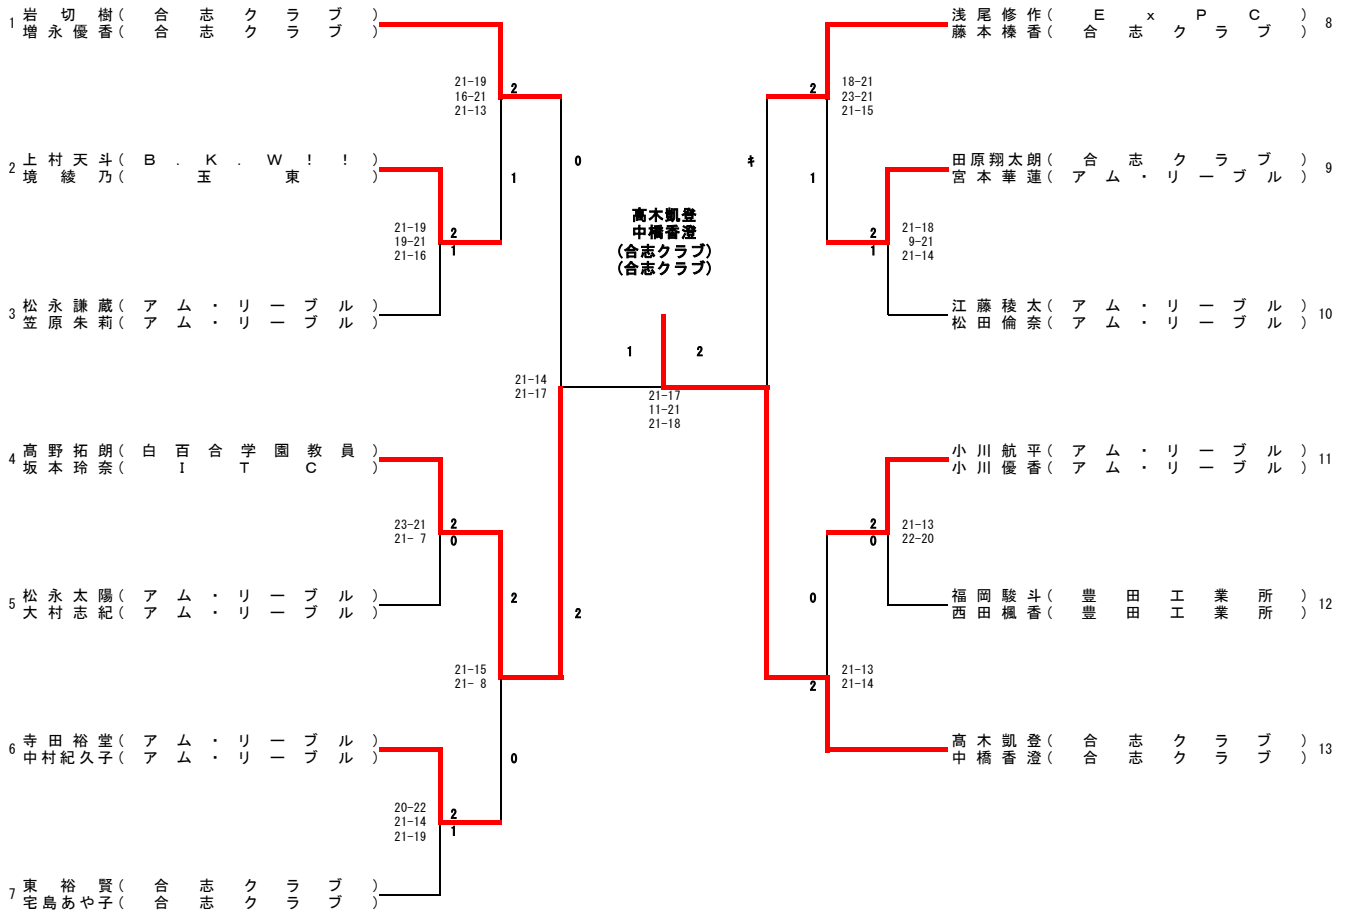 1 岩切樹(合志クラブ)
増永優香(合志クラブ)
21-19 2
16-21
21-13
2 上村天斗(B.K.W!!)
境綾乃(玉東)
1
0
21-19 2
19-21 1
21-16
3 松永謙蔵(アム・リーブル)
笠原朱莉(アム・リーブル)
21-14
21-17
4 髙野拓朗(白百合学園教員)
坂本玲奈(ITC)
23-21 2
21- 7 0
5 松永太陽(アム・リーブル)
大村志紀(アム・リーブル)
2
2
21-15
21- 8
6 寺田裕堂(アム・リーブル)
中村紀久子(アム・リーブル)
0
20-22 2
21-14 1
21-19
7 東裕賢(合志クラブ)
宅島あや子(合志クラブ)
髙木凱登
中橋香澄
(合志クラブ)
(合志クラブ)
1 2
21-17
11-21
21-18
浅尾修作(ExPC) 8
藤本榛香(合志クラブ)
2 18-21
23-21
21-15
キ
田原翔太朗(合志クラブ) 9
宮本華蓮(アム・リーブル)
1
2 21-18
1 9-21
21-14
江藤稜太(アム・リーブル) 10
松田倫奈(アム・リーブル)
小川航平(アム・リーブル) 11
小川優香(アム・リーブル)
2 21-13
0 22-20
福岡駿斗(豊田工業所) 12
西田楓香(豊田工業所)
0
21-13
2 21-14
髙木凱登(合志クラブ) 13
中橋香澄(合志クラブ)